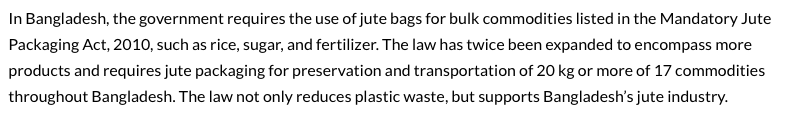 In Bangladesh, the government requires the use of jute bags for bulk commodities listed in the Mandatory Jute
Packaging Act, 2010, such as rice, sugar, and fertilizer. The law has twice been expanded to encompass more
products and requires jute packaging for preservation and transportation of 20 kg or more of 17 commodities
throughout Bangladesh. The law not only reduces plastic waste, but supports Bangladesh’s jute industry.